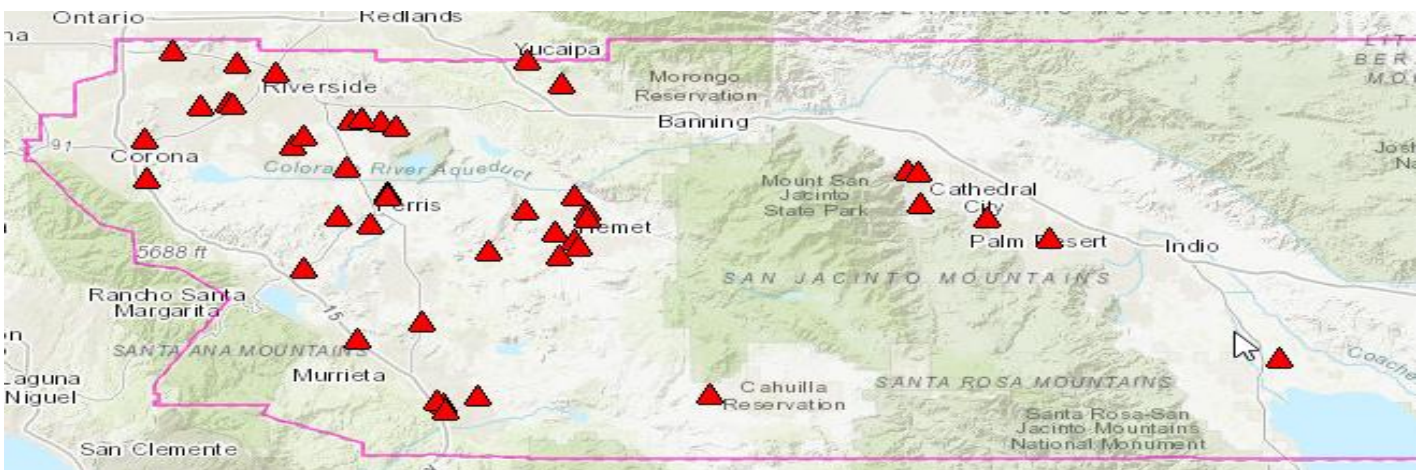 Ontario
Redlands
Yucaipa
Riverside
Morongo
Reservation
Banning
91
Corona
Colorado River Aqueduct
Mount San
Jacinto
State Park
Cathedral
City
Perris
Hemet
Palm Desert
Indio
5688 ft
SAN JACINTO MOUNTAINS
Rancho Santa
Margarita
15
SANTA ANA MOUNTAINS
Murrieta
Laguna
Niguel
Cahuilla
Reservation
SANTA ROSA MOUNTAINS
Santa Rosa-San
Jacinto Mountains
National Monument
San Clemente